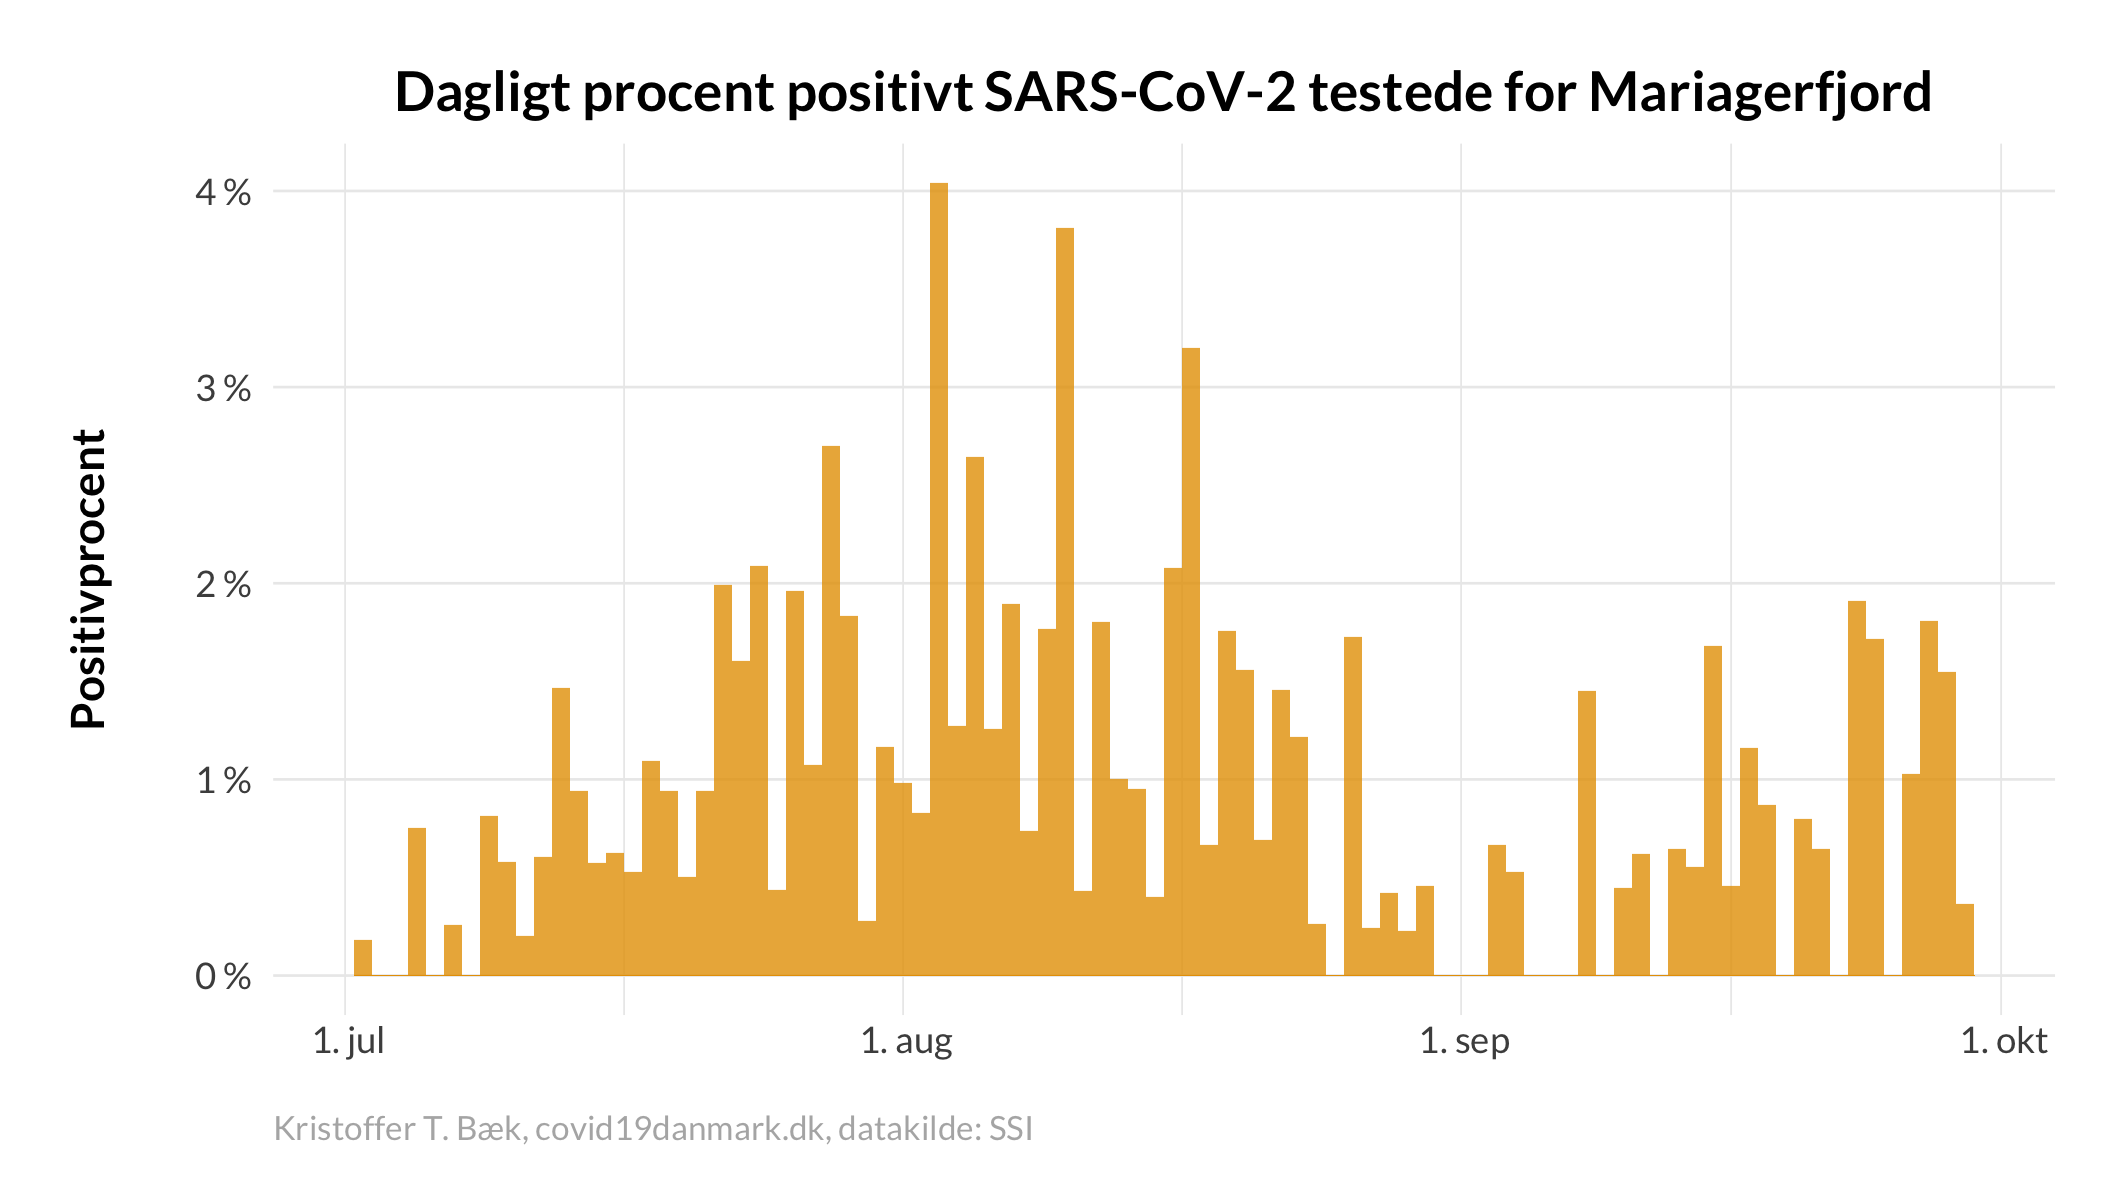 Dagligt procent positivt SARS-CoV-2 testede for Mariagerfjord
Positivprocent
4 %
3 %
2 %
1 %
0 %
1. jul
1. aug
1. sep
1. okt
Kristoffer T. Bæk, covid19danmark.dk, datakilde: SSI